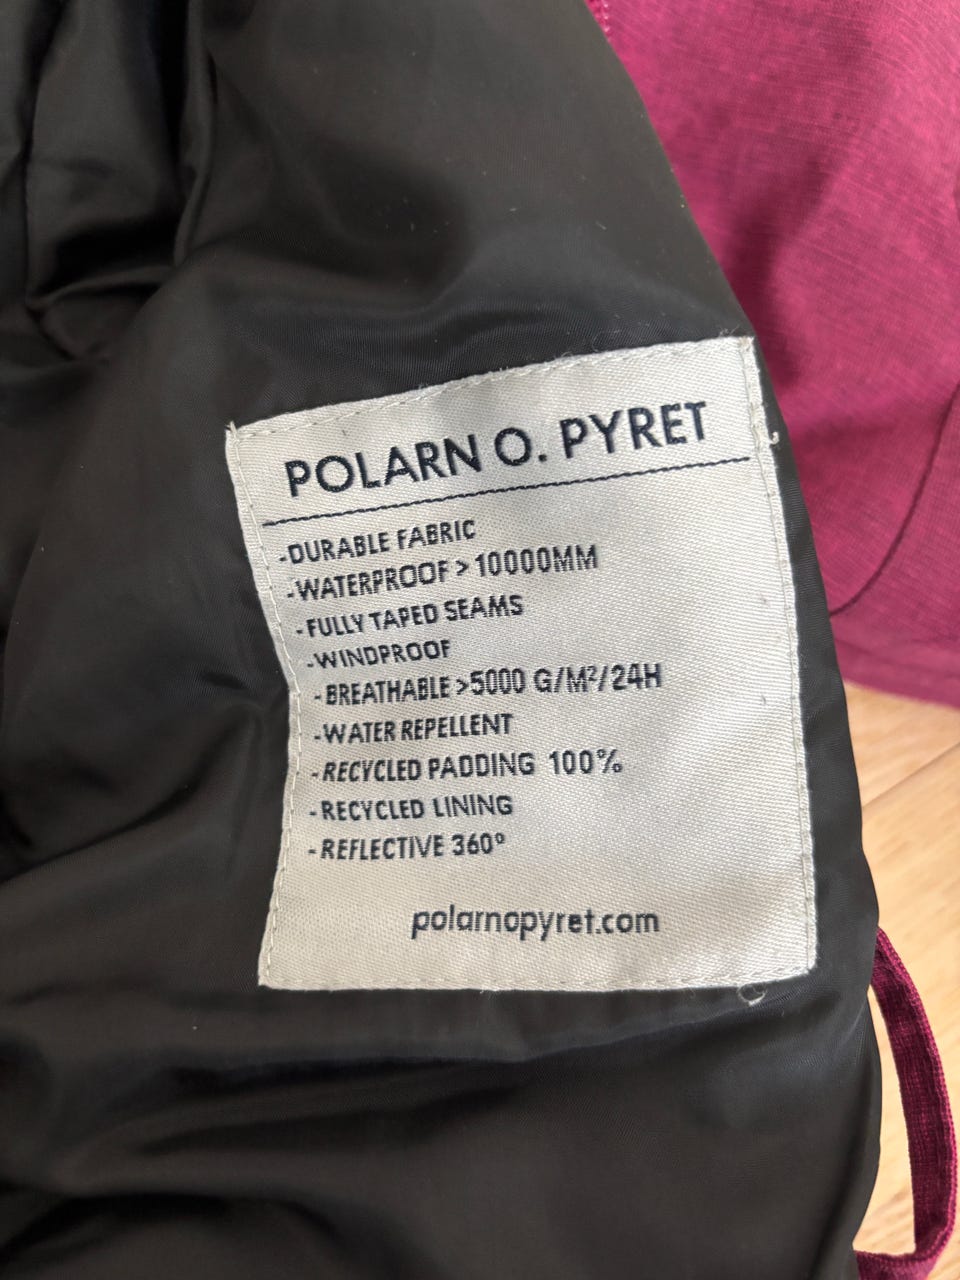 POLARN O. PYRET
-DURABLE FABRIC
-WATERPROOF > 10000MM
-FULLY TAPED SEAMS
-WINDPROOF
-BREATHABLE >5000 G/M²/24H
-WATER REPELLENT
-RECYCLED PADDING 100%
-RECYCLED LINING
-REFLECTIVE 360°
polarnopyret.com